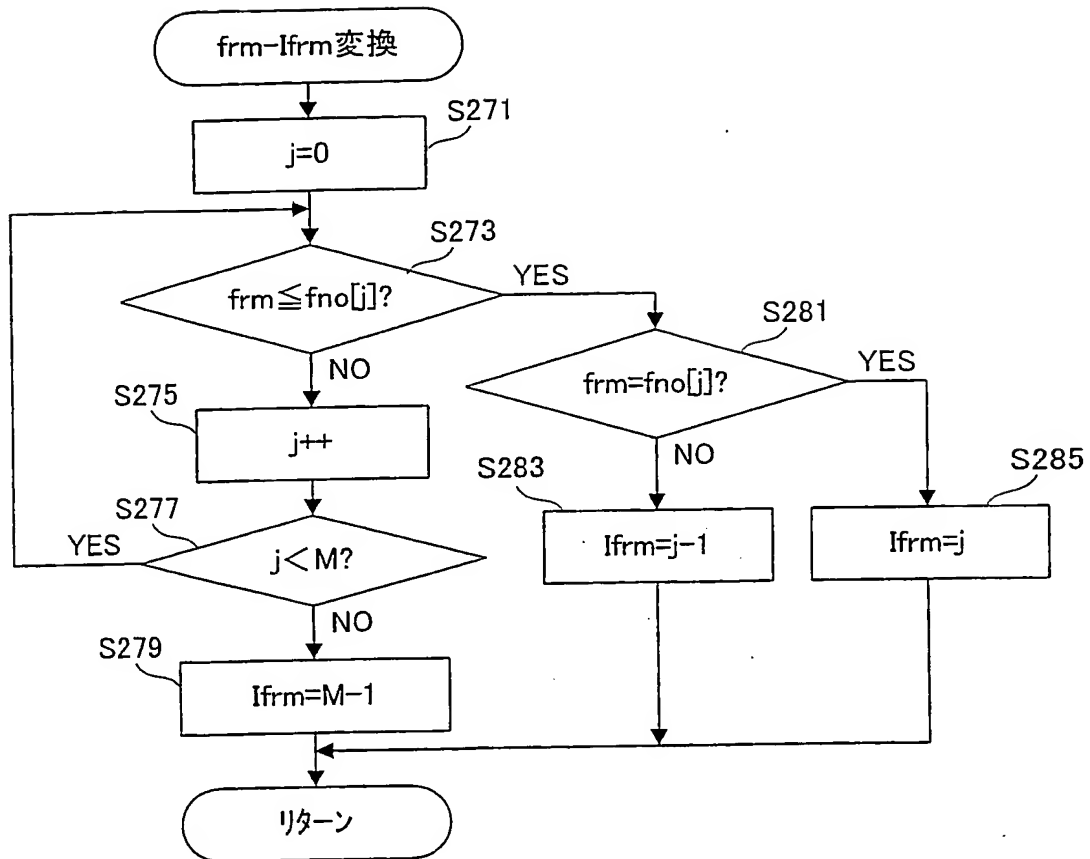 frm-Ifrm変換
S271
j=0
S273
frm≦fno[j]?
YES
NO
S281
frm=fno[j]?
YES
NO
S275
j++
S277
j<M?
YES
NO
S283
Ifrm=j-1
S285
Ifrm=j
S279
Ifrm=M-1
リターン